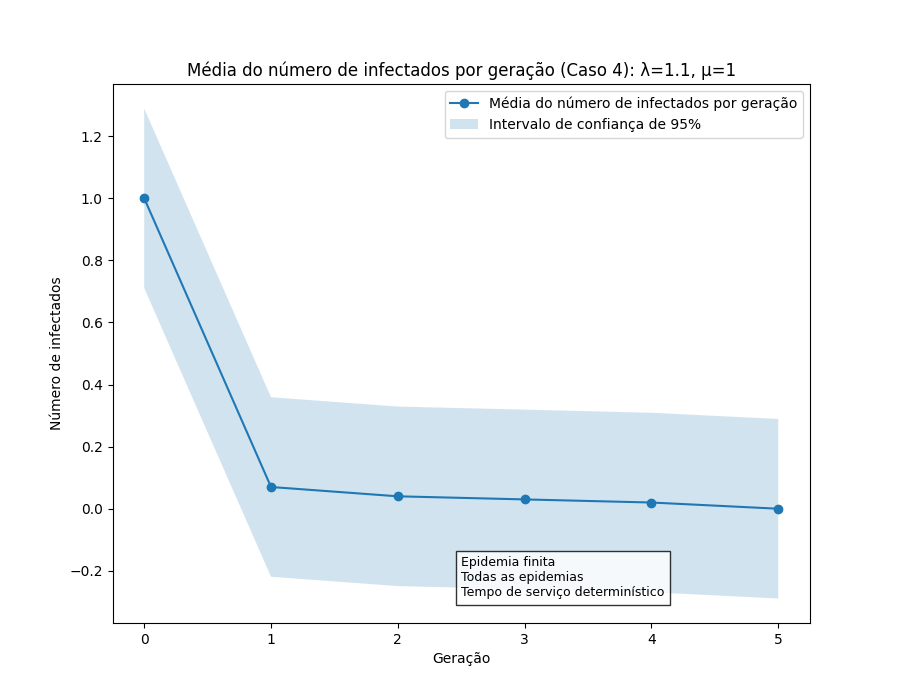 Média do número de infectados por geração (Caso 4): λ=1.1, μ=1
Média do número de infectados por geração
Intervalo de confiança de 95%
Número de infectados
1.2
1.0
0.8
0.6
0.4
0.2
0.0
−0.2
Epidemia finita
Todas as epidemias
Tempo de serviço determinístico
0 1 2 3 4 5
Geração